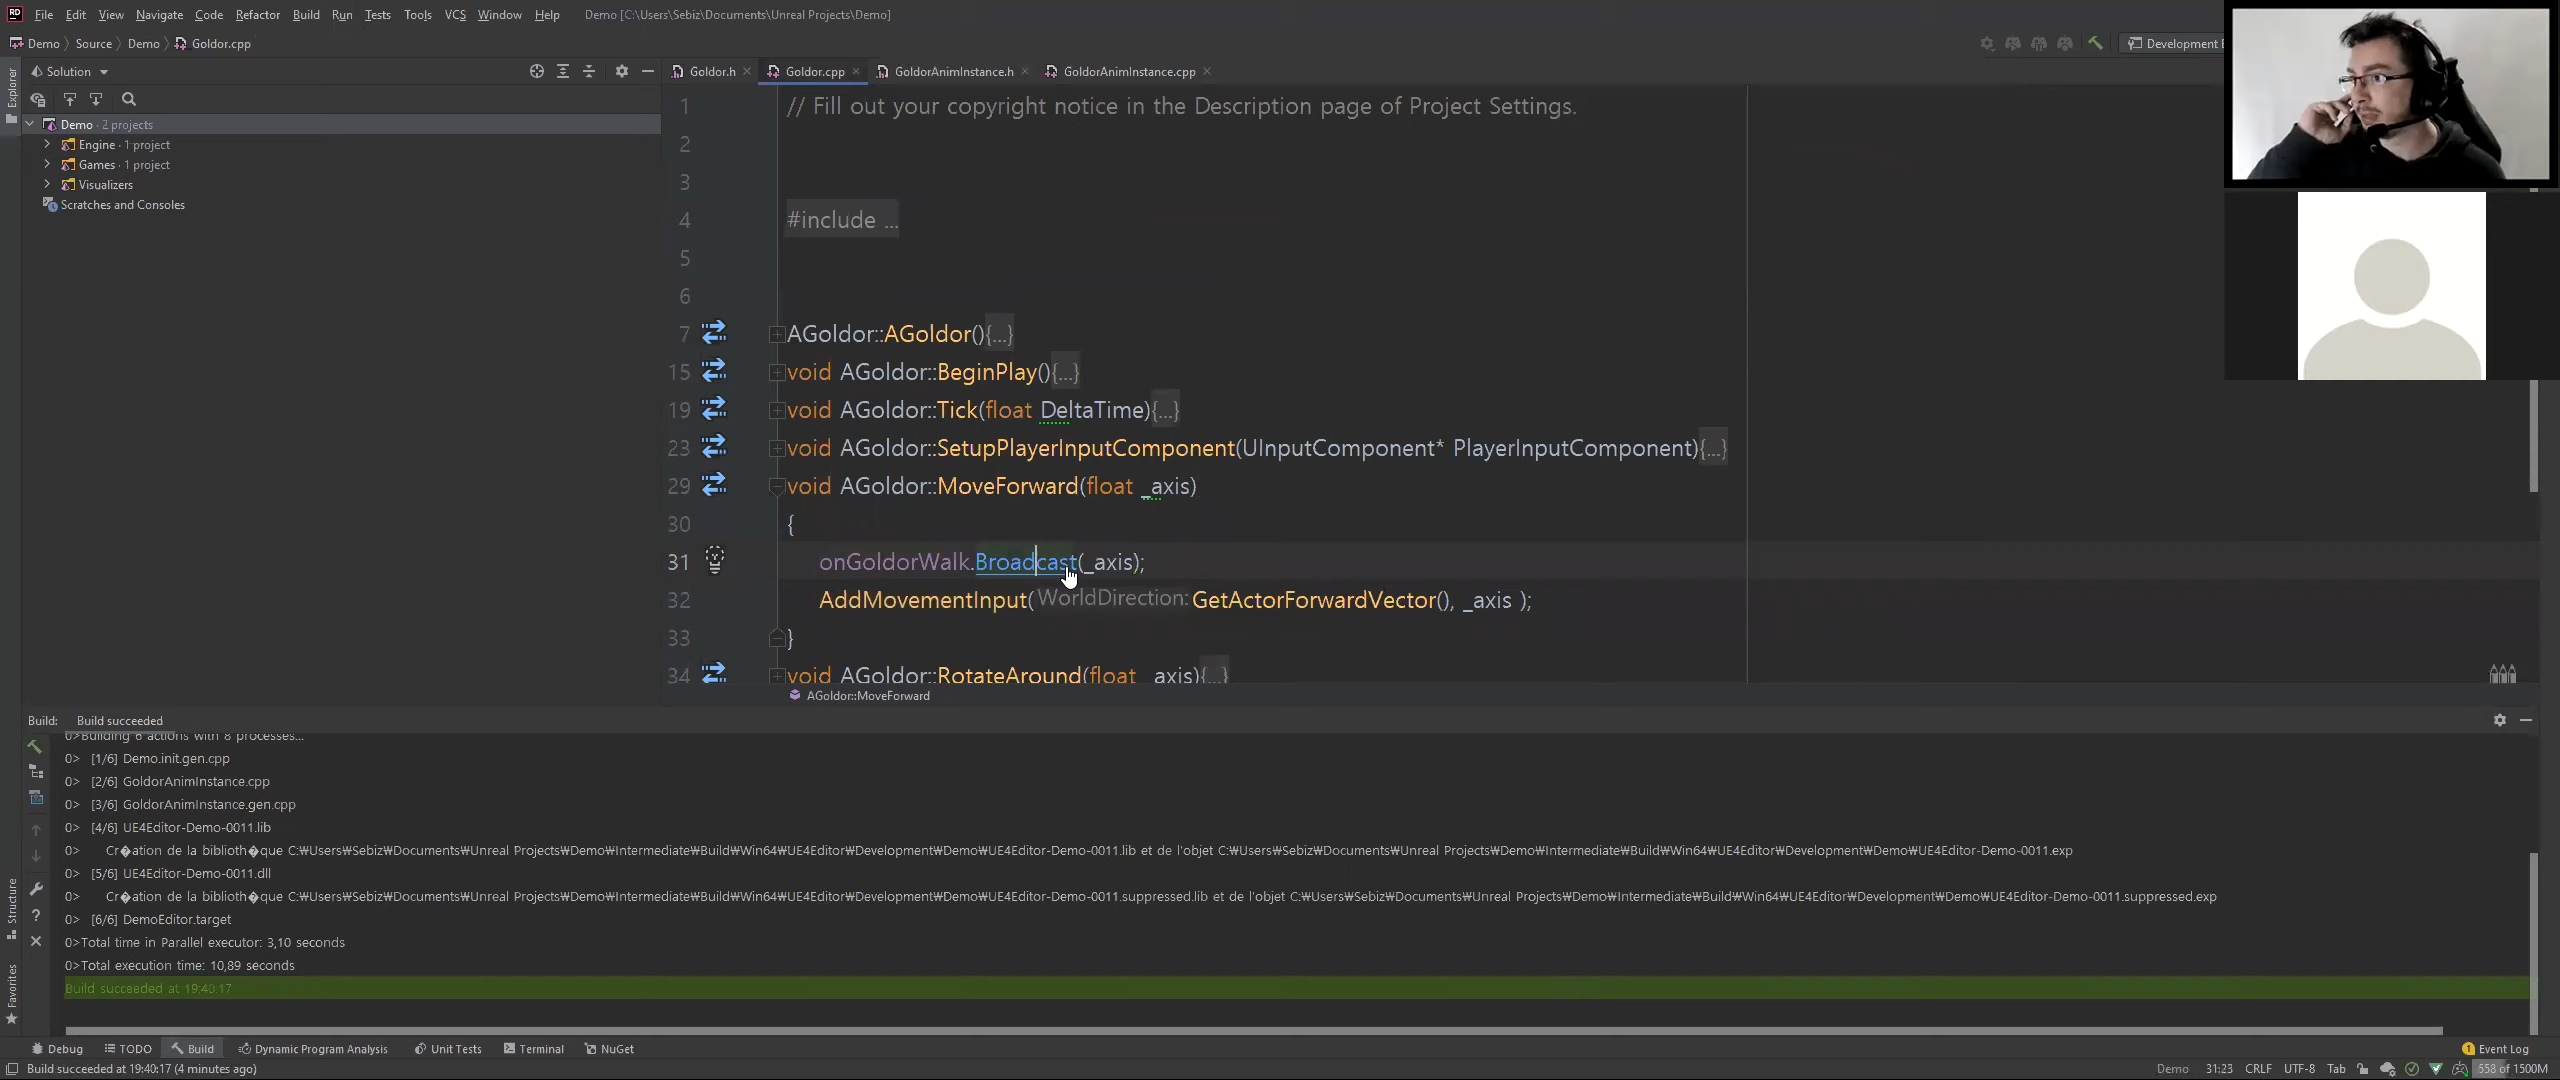 File Edit View Navigate Code Refactor Build Run Tests Tools VCS Window Help Demo [C:\Users\Sebiz\Documents\Unreal Projects\Demo]
Demo Source Demo Goldor.cpp
Development
Explorer
Solution
Goldor.h Goldor.cpp GoldorAnimInstance.h GoldorAnimInstance.cpp
Demo · 2 projects
Engine · 1 project
Games · 1 project
Visualizers
Scratches and Consoles
1 // Fill out your copyright notice in the Description page of Project Settings.
2
3
4 #include ...
5
6
7 AGoldor::AGoldor(){...}
15 void AGoldor::BeginPlay(){...}
19 void AGoldor::Tick(float DeltaTime){...}
23 void AGoldor::SetupPlayerInputComponent(UInputComponent* PlayerInputComponent){...}
29 void AGoldor::MoveForward(float _axis)
30 {
31 onGoldorWalk.Broadcast(_axis);
32 AddMovementInput( WorldDirection: GetActorForwardVector(), _axis );
33 }
34 void AGoldor::RotateAround(float _axis){...}
AGoldor::MoveForward
Build: Build succeeded
0>Building 6 actions with 8 processes...
0> [1/6] Demo.init.gen.cpp
0> [2/6] GoldorAnimInstance.cpp
0> [3/6] GoldorAnimInstance.gen.cpp
0> [4/6] UE4Editor-Demo-0011.lib
0> Cr�ation de la biblioth�que C:₩Users₩Sebiz₩Documents₩Unreal Projects₩Demo₩Intermediate₩Build₩Win64₩UE4Editor₩Development₩Demo₩UE4Editor-Demo-0011.lib et de l'objet C:₩Users₩Sebiz₩Documents₩Unreal Projects₩Demo₩Intermediate₩Build₩Win64₩UE4Editor₩Development₩Demo₩UE4Editor-Demo-0011.exp
0> [5/6] UE4Editor-Demo-0011.dll
0> Cr�ation de la biblioth�que C:₩Users₩Sebiz₩Documents₩Unreal Projects₩Demo₩Intermediate₩Build₩Win64₩UE4Editor₩Development₩Demo₩UE4Editor-Demo-0011.suppressed.lib et de l'objet C:₩Users₩Sebiz₩Documents₩Unreal Projects₩Demo₩Intermediate₩Build₩Win64₩UE4Editor₩Development₩Demo₩UE4Editor-Demo-0011.suppressed.exp
0> [6/6] DemoEditor.target
0>Total time in Parallel executor: 3,10 seconds
0>Total execution time: 10,89 seconds
Build succeeded at 19:40:17
Structure
Favorites
Debug TODO Build Dynamic Program Analysis Unit Tests Terminal NuGet 1 Event Log
Build succeeded at 19:40:17 (4 minutes ago) Demo 31:23 CRLF UTF-8 Tab 558 of 1500M